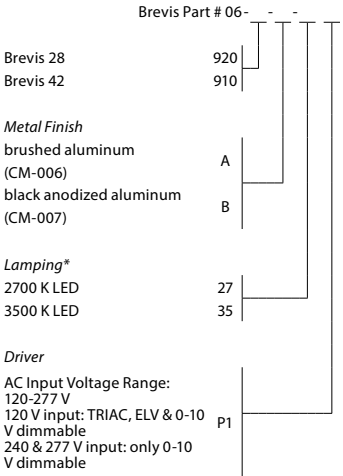 Brevis Part # 06- - -
Brevis 28 920
Brevis 42 910
Metal Finish
brushed aluminum
(CM-006) A
black anodized aluminum
(CM-007) B
Lamping*
2700 K LED 27
3500 K LED 35
Driver
AC Input Voltage Range:
120-277 V
120 V input: TRIAC, ELV & 0-10
V dimmable P1
240 & 277 V input: only 0-10
V dimmable